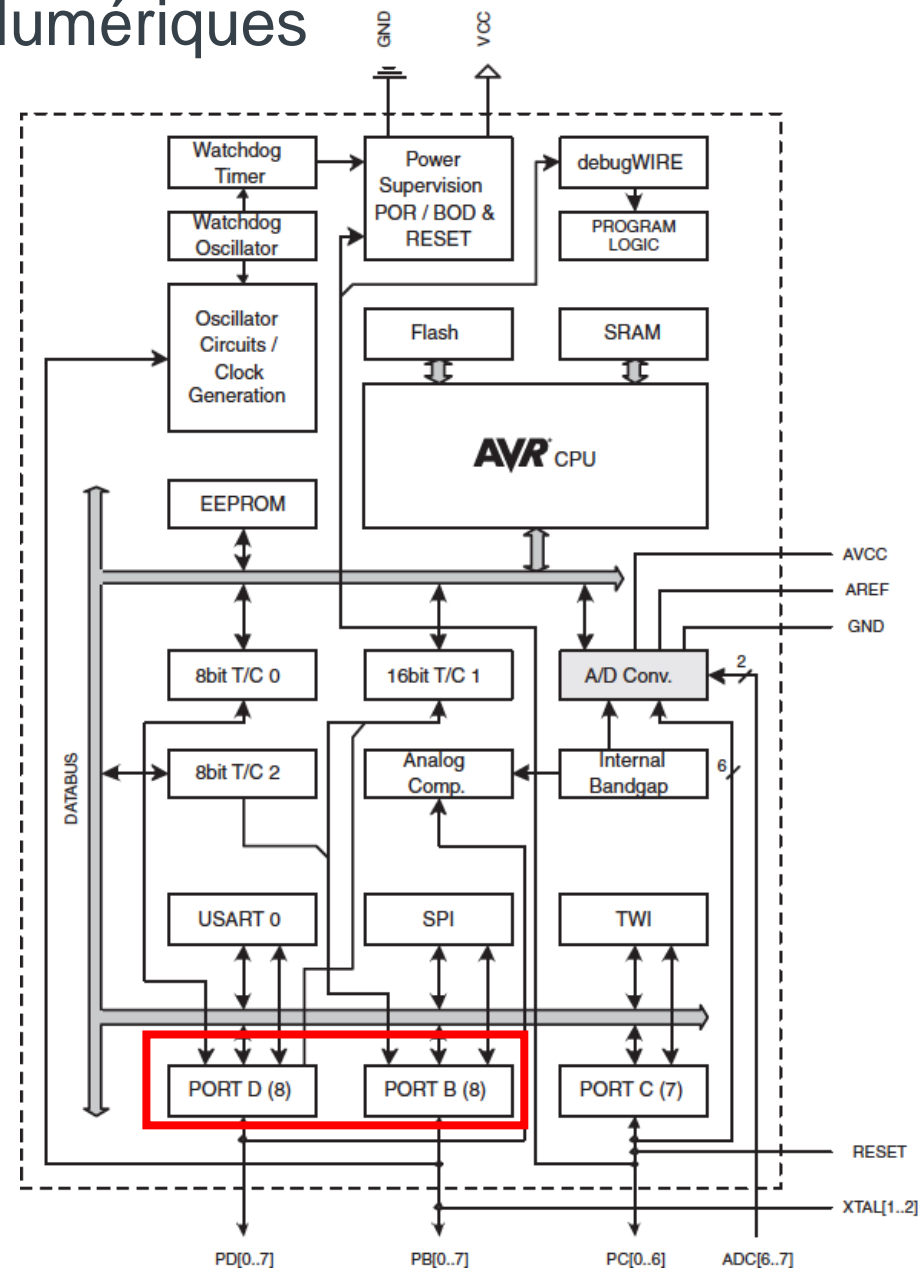 Numériques
GND
VCC
Watchdog
Timer
Power
Supervision
POR / BOD &
RESET
debugWIRE
Watchdog
Oscillator
PROGRAM
LOGIC
Oscillator
Circuits /
Clock
Generation
Flash
SRAM
AVR® CPU
EEPROM
AVCC
AREF
GND
8bit T/C 0
16bit T/C 1
A/D Conv.
2
DATABUS
8bit T/C 2
Analog
Comp.
Internal
Bandgap
6
USART 0
SPI
TWI
PORT D (8)
PORT B (8)
PORT C (7)
RESET
XTAL[1..2]
PD[0..7]
PB[0..7]
PC[0..6]
ADC[6..7]